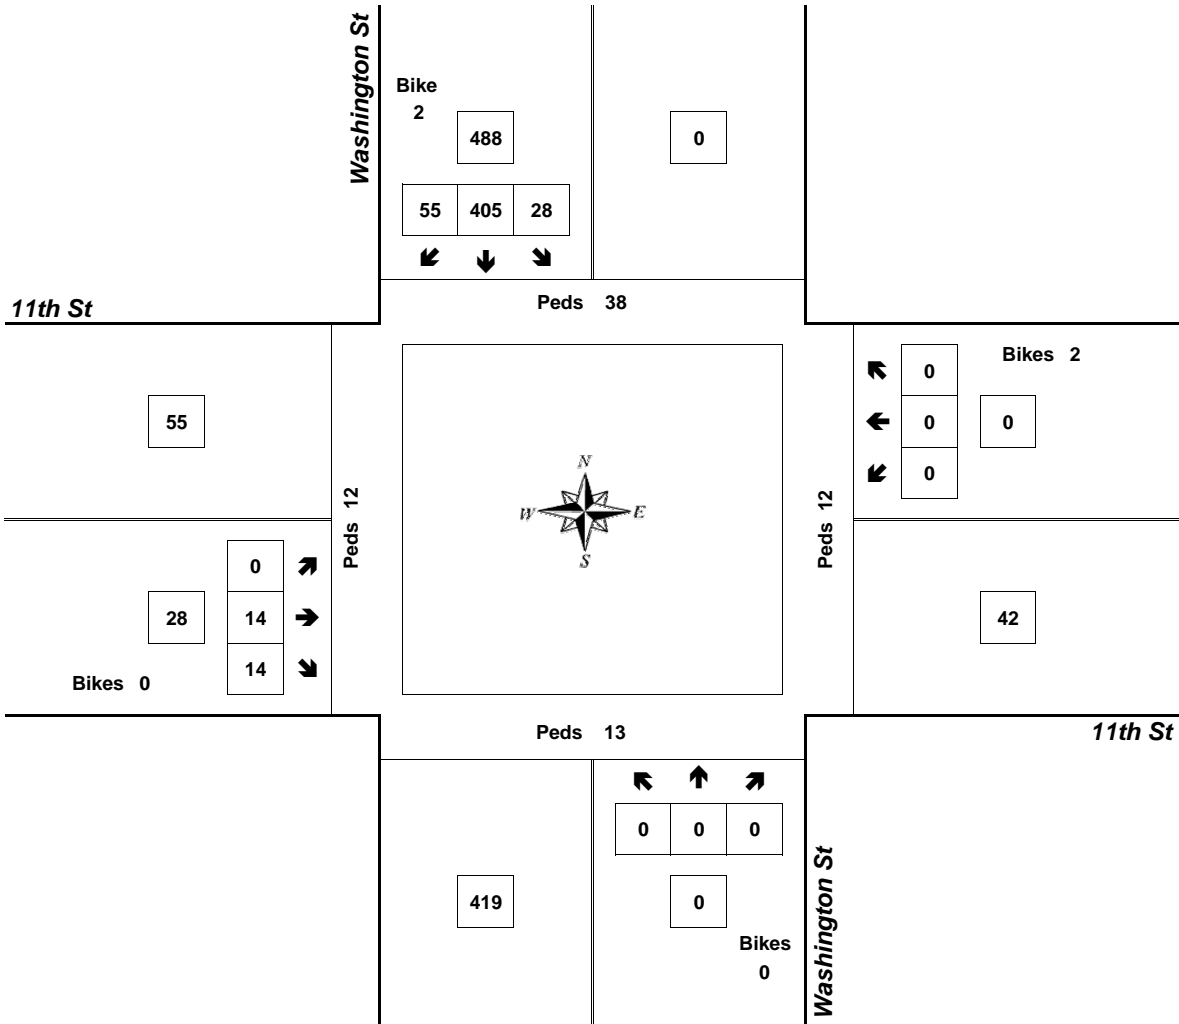 Washington St
Bike
2
488
0
55 405 28
11th St
Peds 38
0
Bikes 2
55
0
0
0
N
W E
S
Peds 12
Peds 12
0
28
14
42
14
Bikes 0
Peds 13
11th St
0 0 0
419
0
Bikes
0
Washington St